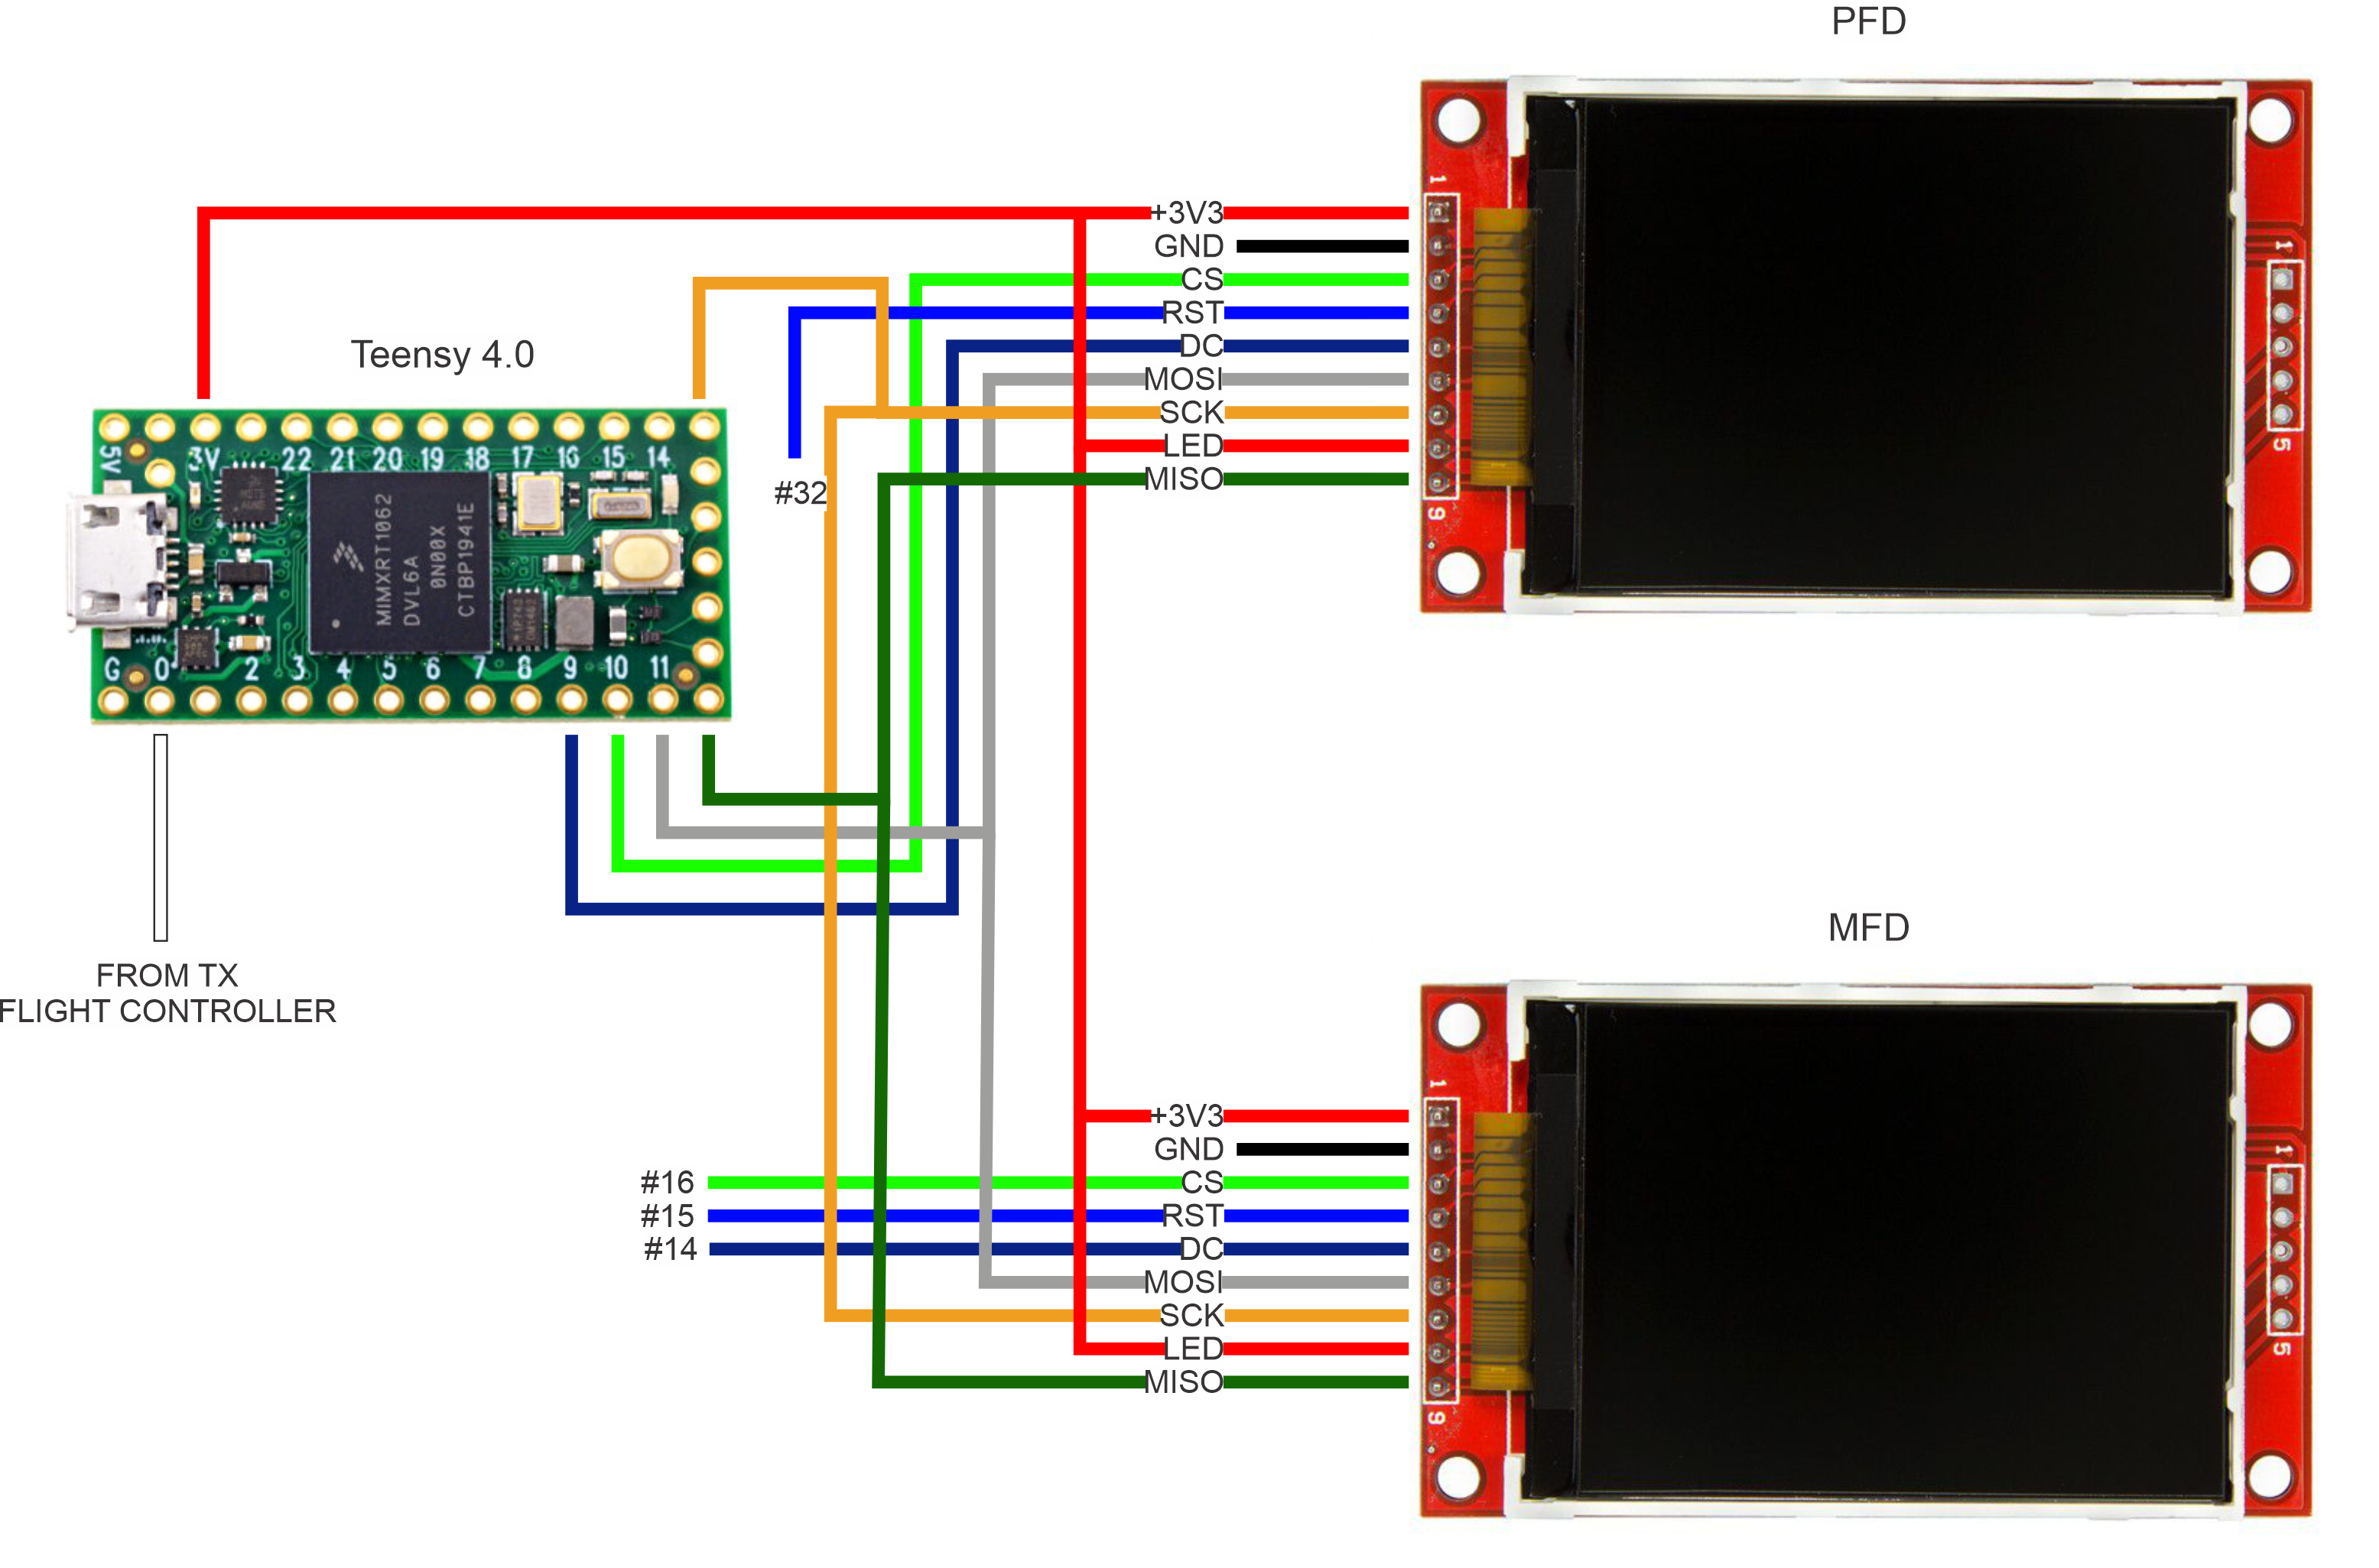 PFD
+3V3
GND
CS
RST
DC
MOSI
SCK
LED
MISO
1
9
1
5
Teensy 4.0
#32
5V
3V 22 21 20 19 18 17 16 15 14
MIMXRT1062
DVL6A
0N00X
CTBP1941E
G 0 2 3 4 5 6 7 8 9 10 11
FROM TX
FLIGHT CONTROLLER
MFD
+3V3
GND
#16 CS
#15 RST
#14 DC
MOSI
SCK
LED
MISO
1
9
1
5